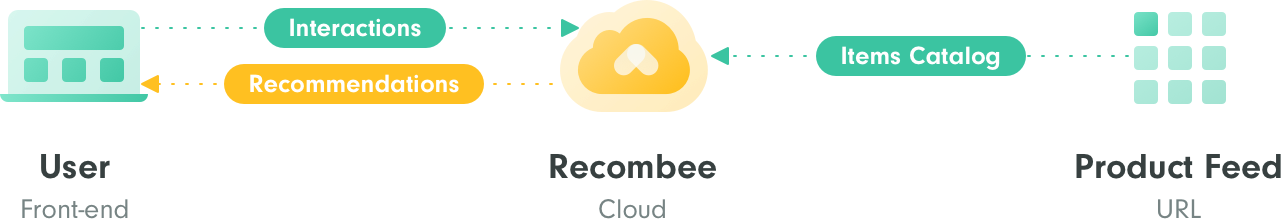 Interactions
Recommendations
Items Catalog
User
Front-end
Recombee
Cloud
Product Feed
URL